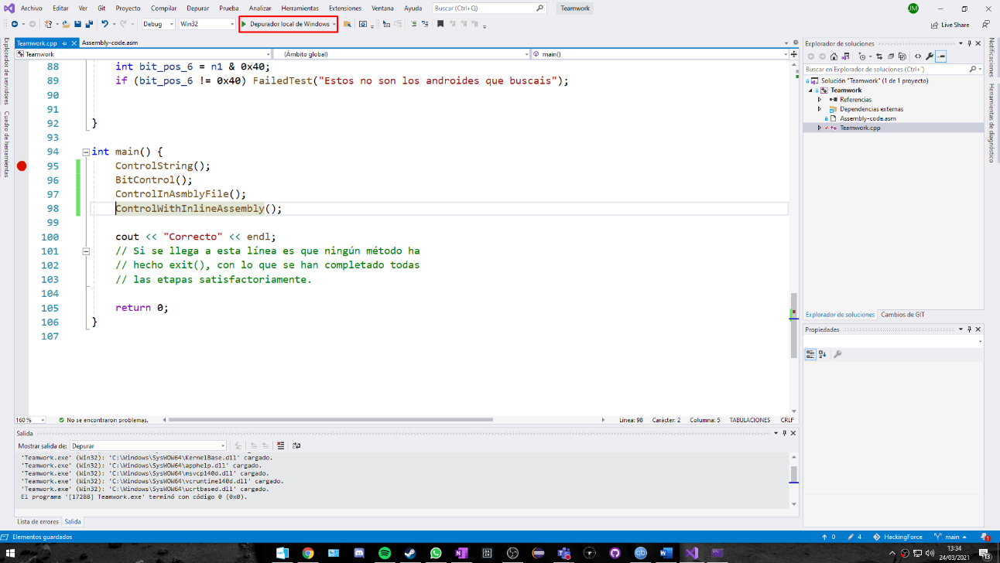 Archivo Editar Ver Git Proyecto Compilar Depurar Prueba Analizar Herramientas Extensiones Ventana Ayuda Buscar (Ctrl+Q) Teamwork JM
Debug Win32 Depurador local de Windows Live Share
Teamwork.cpp Assembly-code.asm
Teamwork (Ámbito global) main()
Explorador de servidores
Cuadro de herramientas
88 int bit_pos_6 = n1 & 0x40;
89 if (bit_pos_6 != 0x40) FailedTest("Estos no son los androides que buscais");
90
91
92 }
93
94 int main() {
95 ControlString();
96 BitControl();
97 ControlInAsmblyFile();
98 ControlWithInlineAssembly();
99
100 cout << "Correcto" << endl;
101 // Si se llega a esta línea es que ningún método ha
102 // hecho exit(), con lo que se han completado todas
103 // las etapas satisfactoriamente.
104
105 return 0;
106 }
107
160 % No se encontraron problemas. Línea: 98 Carácter: 2 Columna: 5 TABULACIONES CRLF
Explorador de soluciones
Buscar en Explorador de soluciones (Ctrl+´)
Solución "Teamwork" (1 de 1 proyecto)
Teamwork
Referencias
Dependencias externas
Assembly-code.asm
Teamwork.cpp
Explorador de soluciones Cambios de GIT
Propiedades
Notificaciones
Herramientas de diagnóstico
Salida
Mostrar salida de: Depurar
'Teamwork.exe' (Win32): 'C:\Windows\SysWOW64\KernelBase.dll' cargado.
'Teamwork.exe' (Win32): 'C:\Windows\SysWOW64\apphelp.dll' cargado.
'Teamwork.exe' (Win32): 'C:\Windows\SysWOW64\msvcp140d.dll' cargado.
'Teamwork.exe' (Win32): 'C:\Windows\SysWOW64\vcruntime140d.dll' cargado.
'Teamwork.exe' (Win32): 'C:\Windows\SysWOW64\ucrtbased.dll' cargado.
El programa '[17288] Teamwork.exe' terminó con código 0 (0x0).
Lista de errores Salida
Elementos guardados 0 4 HackingForce main 1
13:34
24/03/2021
13